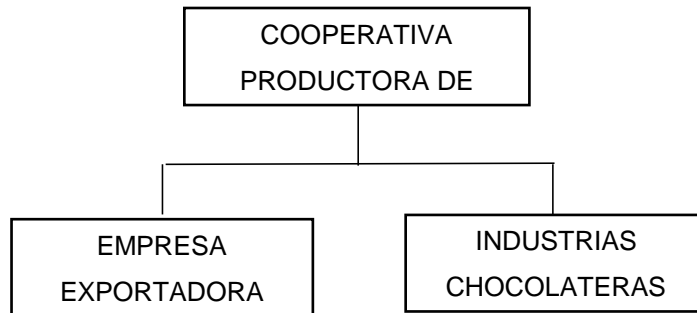 COOPERATIVA
PRODUCTORA DE
EMPRESA
EXPORTADORA
INDUSTRIAS
CHOCOLATERAS